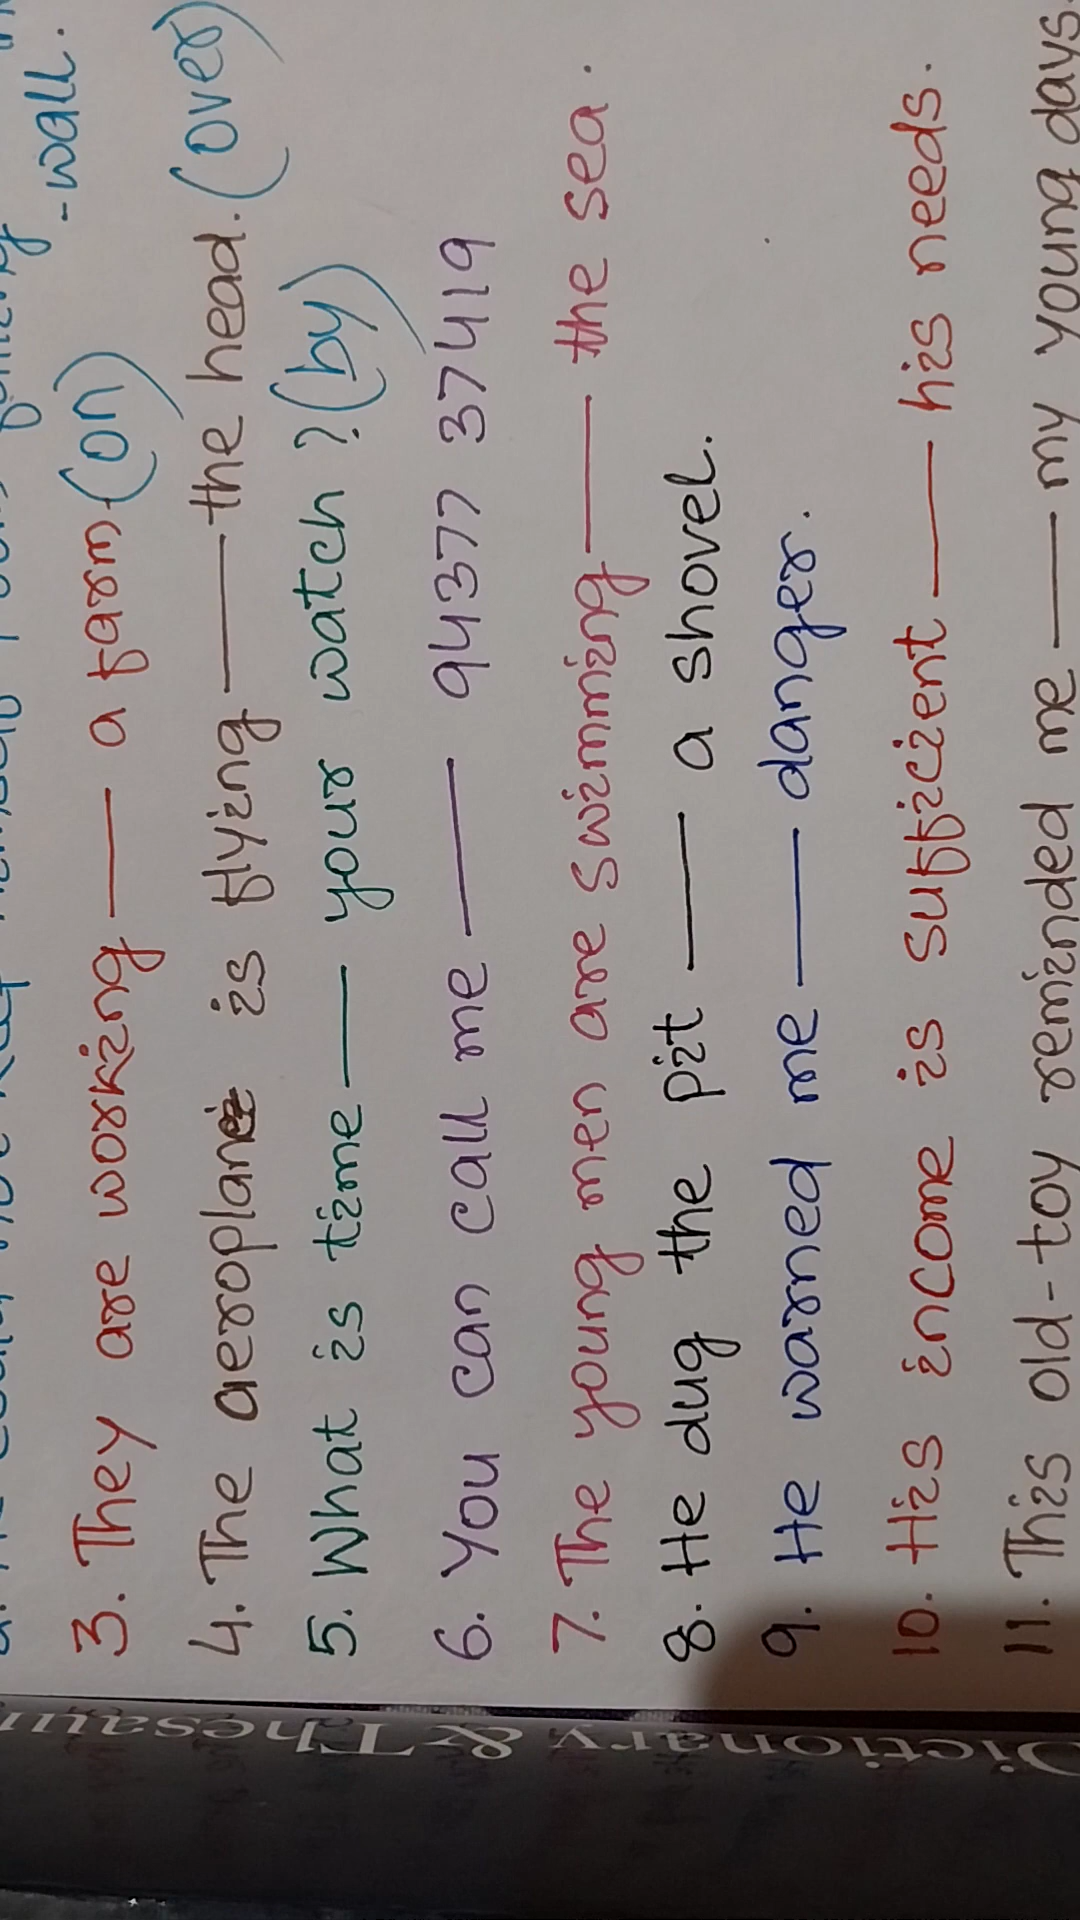 -wall.
3. They are working — a farm. (on)
4. The aeroplane is flying — the head. (over)
5. What is time — your watch? (by)
6. You can call me — 94377 37419
7. The young men are swimming — the sea.
8. He dug the pit — a shovel.
9. He warned me — danger.
10. His income is sufficient — his needs.
11. This old-toy reminded me — my young days.
Dictionary & Thesaur